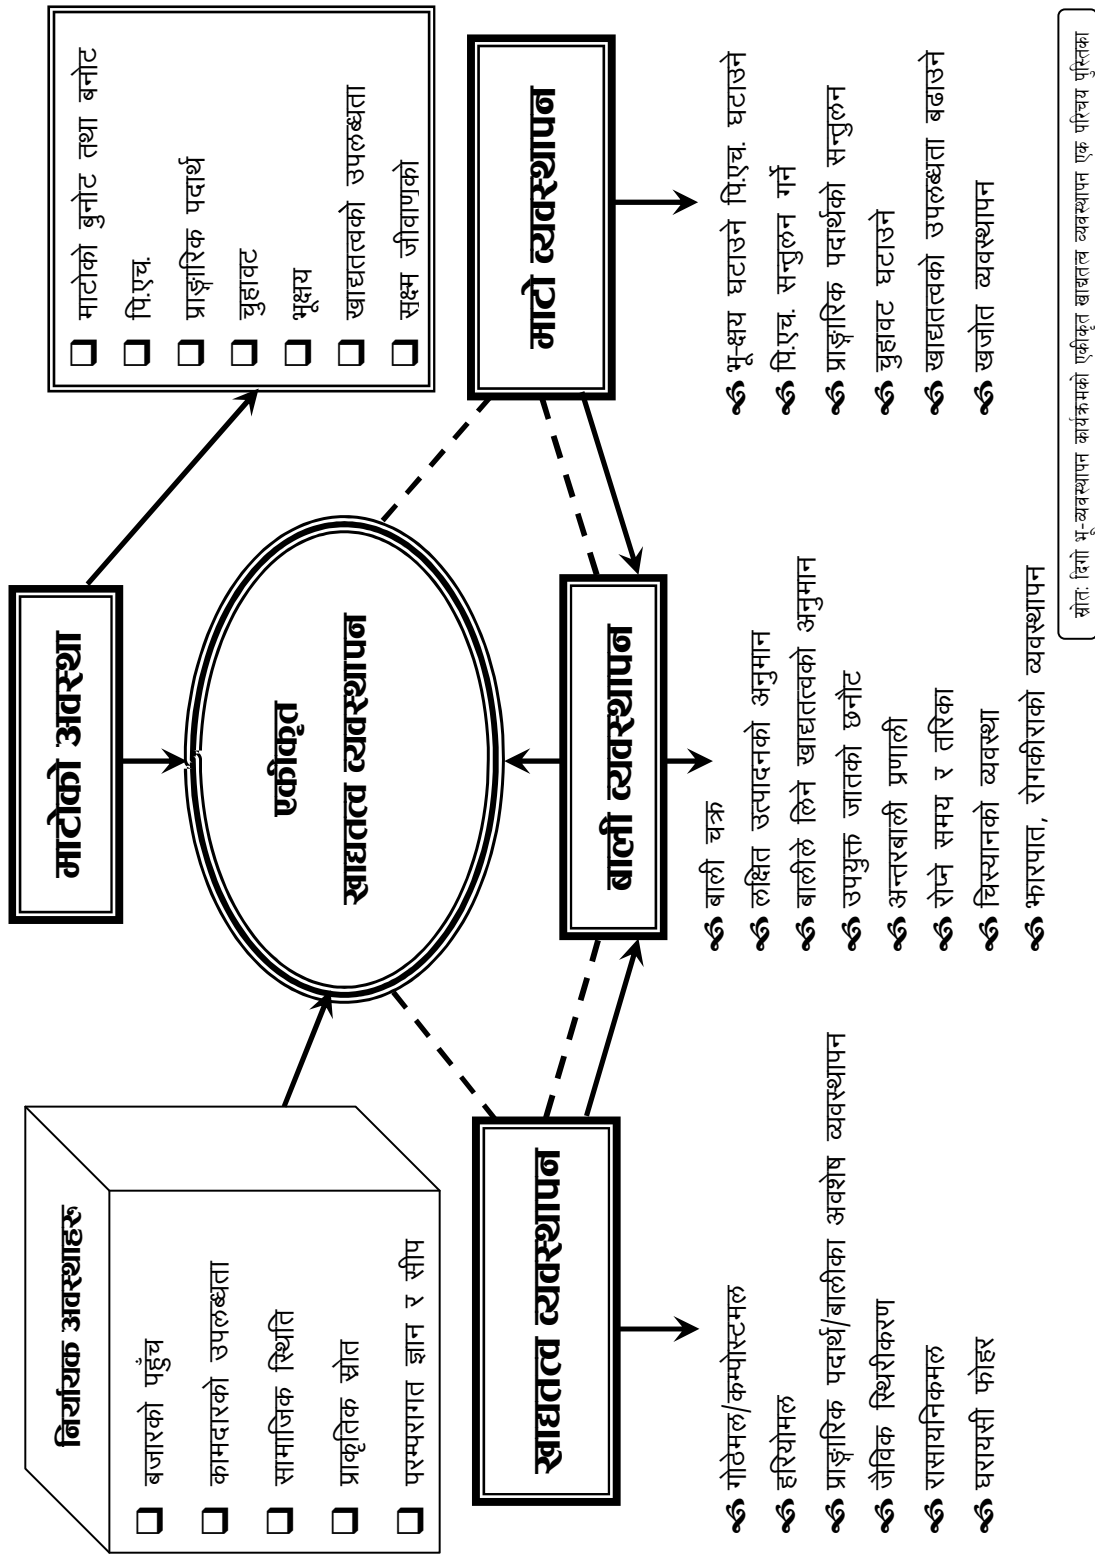 निर्णायक अवस्थाहरु
❑ बजारको पहुँच
❑ कामदारको उपलब्धता
❑ सामाजिक स्थिति
❑ प्राकृतिक स्रोत
❑ परम्परागत ज्ञान र सीप
माटोको अवस्था
❑ माटोको बुनोट तथा बनोट
❑ पि.एच.
❑ प्राङ्गारिक पदार्थ
❑ चुहावट
❑ भूक्षय
❑ खाद्यतत्वको उपलब्धता
❑ सक्ष्म जीवाणुको
एकीकृत
खाद्यतत्व व्यवस्थापन
खाद्यतत्व व्यवस्थापन
गोठेमल/कम्पोस्टमल
हरियोमल
प्राङ्गारिक पदार्थ/बालीका अवशेष व्यवस्थापन
जैविक स्थिरीकरण
रासायनिकमल
घरायसी फोहर
बाली व्यवस्थापन
बाली चक्र
लक्षित उत्पादनको अनुमान
बालीले लिने खाद्यतत्वको अनुमान
उपयुक्त जातको छनोट
अन्तरबाली प्रणाली
रोप्ने समय र तरिका
चिस्यानको व्यवस्था
झारपात, रोगकीराको व्यवस्थापन
माटो व्यवस्थापन
भू-क्षय घटाउने पि.एच. घटाउने
पि.एच. सन्तुलन गर्ने
प्राङ्गारिक पदार्थको सन्तुलन
चुहावट घटाउने
खाद्यतत्वको उपलब्धता बढाउने
खनजोत व्यवस्थापन
स्रोतः दिगो भू-व्यवस्थापन कार्यक्रमको एकीकृत खाद्यतत्व व्यवस्थापन एक परिचय पुस्तिका